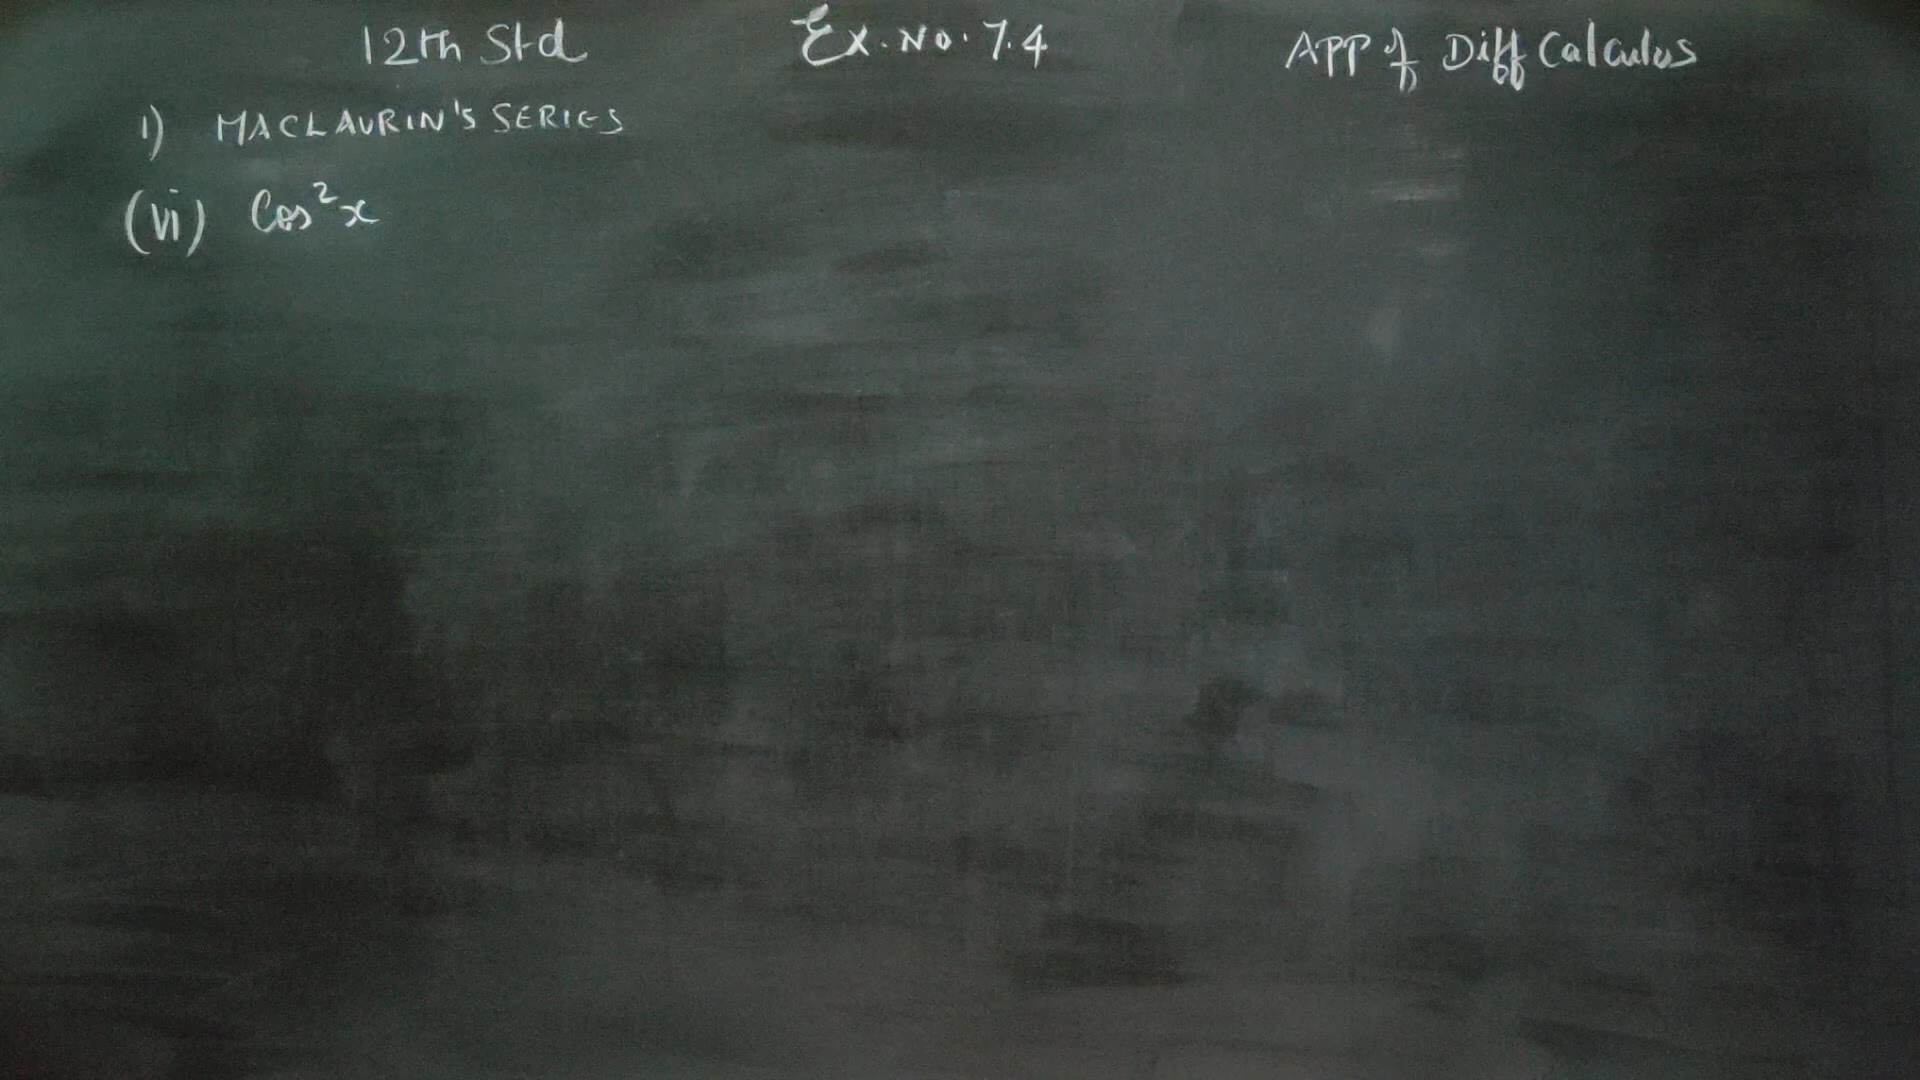 12th Std Ex. No. 7.4 APP of Diff Calculus
1) MACLAURIN'S SERIES
(vi) Cos²x